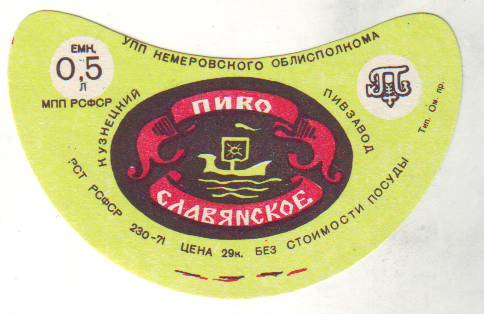 УПП КЕМЕРОВСКОГО ОБЛИСПОЛКОМА
ЕМК.
0,5
Л
МПП РСФСР
КУЗНЕЦКИЙ
ПИВЗАВОД
ПИВО
СЛАВЯНСКОЕ
РСТ РСФСР 230-71 ЦЕНА 29к. БЕЗ СТОИМОСТИ ПОСУДЫ
Тип. Ом. пр.